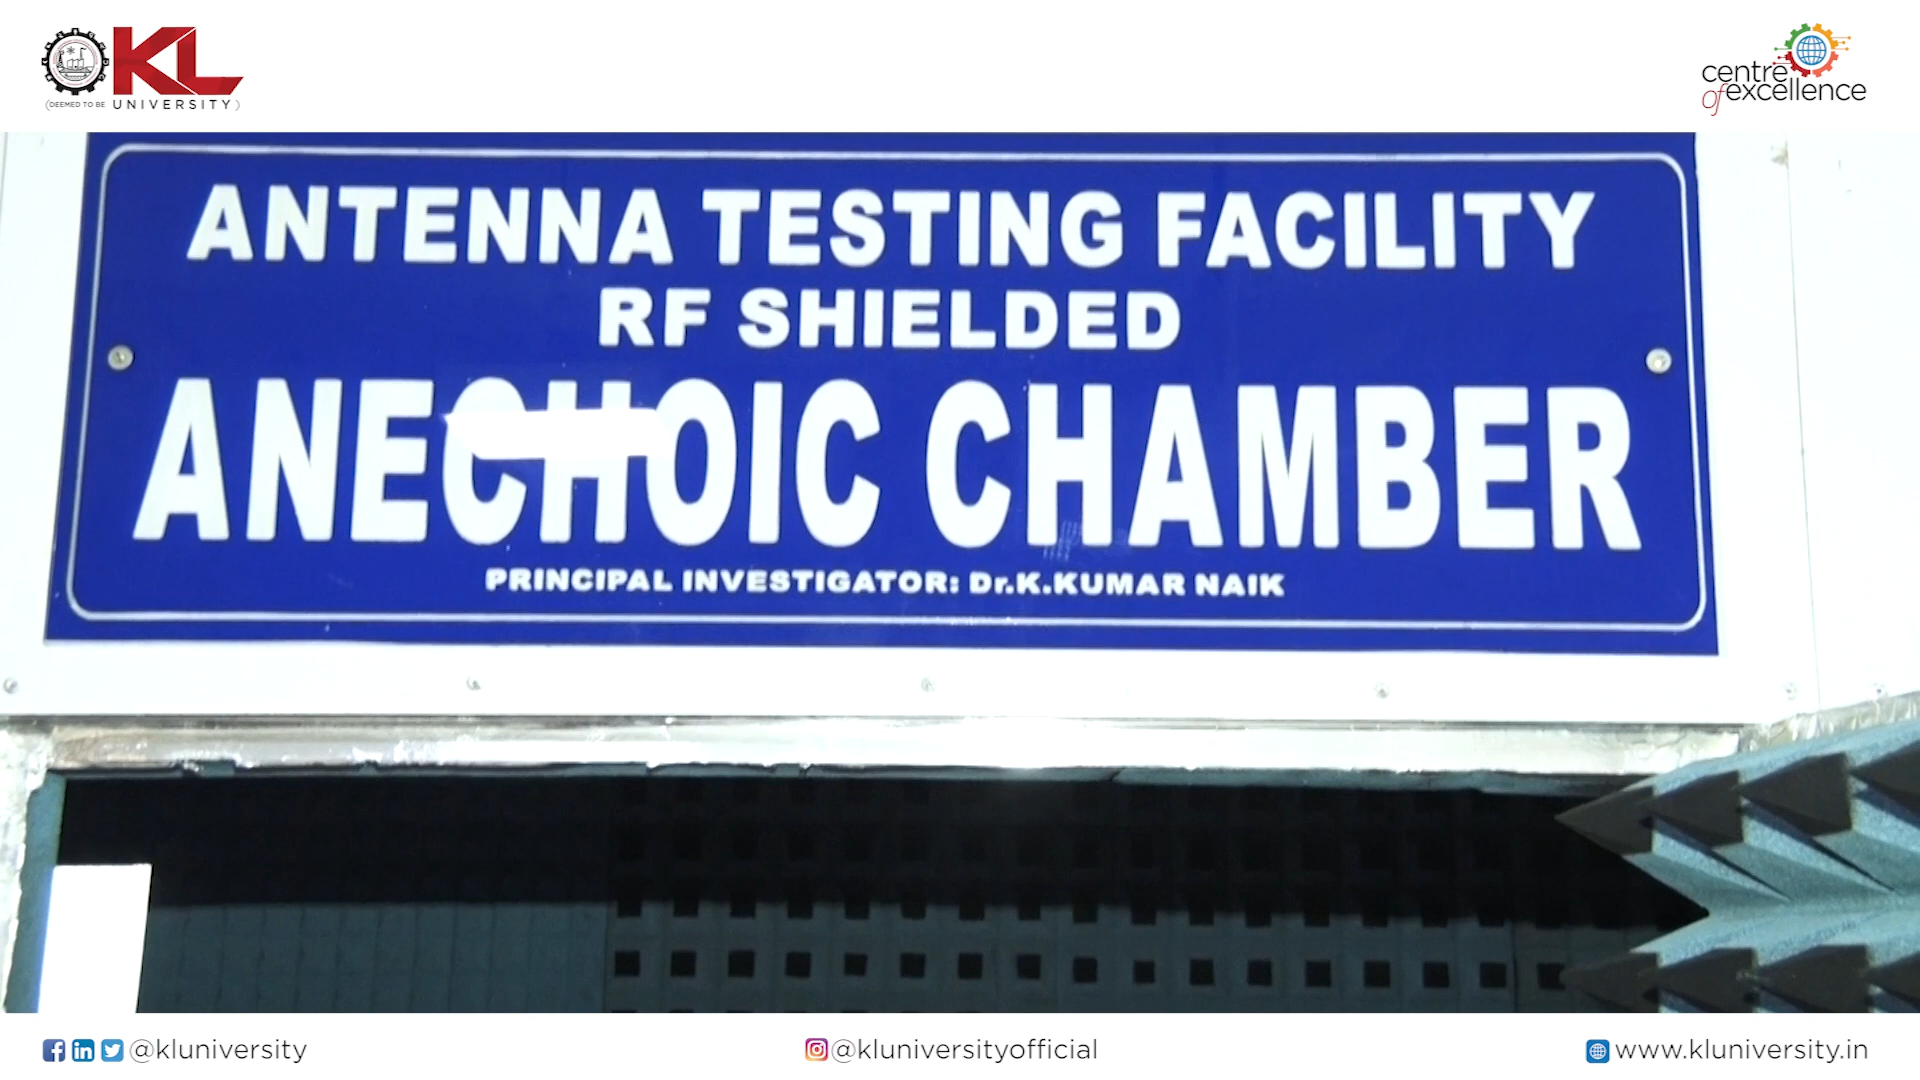 KL
(DEEMED TO BE UNIVERSITY)
centre
of excellence
ANTENNA TESTING FACILITY
RF SHIELDED
ANECHOIC CHAMBER
PRINCIPAL INVESTIGATOR: Dr.K.KUMAR NAIK
@kluniversity
@kluniversityofficial
www.kluniversity.in